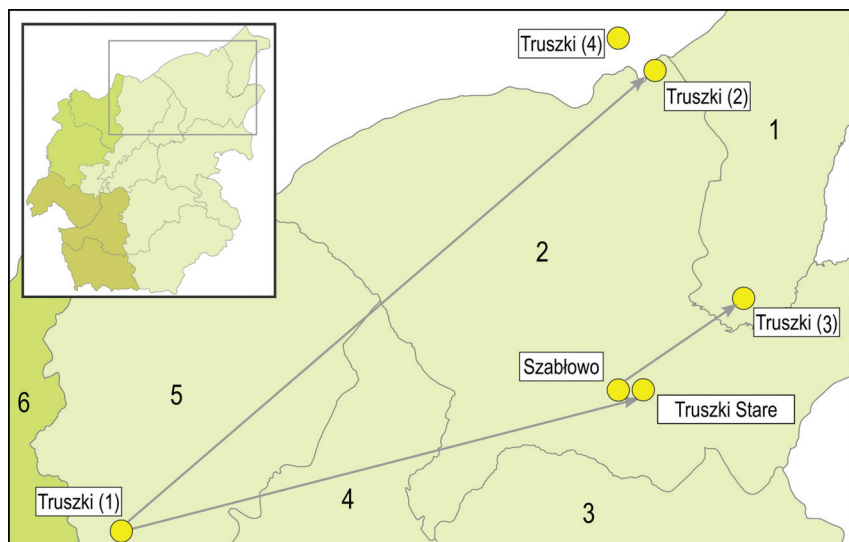 Truszki (4)
Truszki (2)
1
2
Truszki (3)
Szabłowo
5
6
Truszki Stare
Truszki (1)
4
3